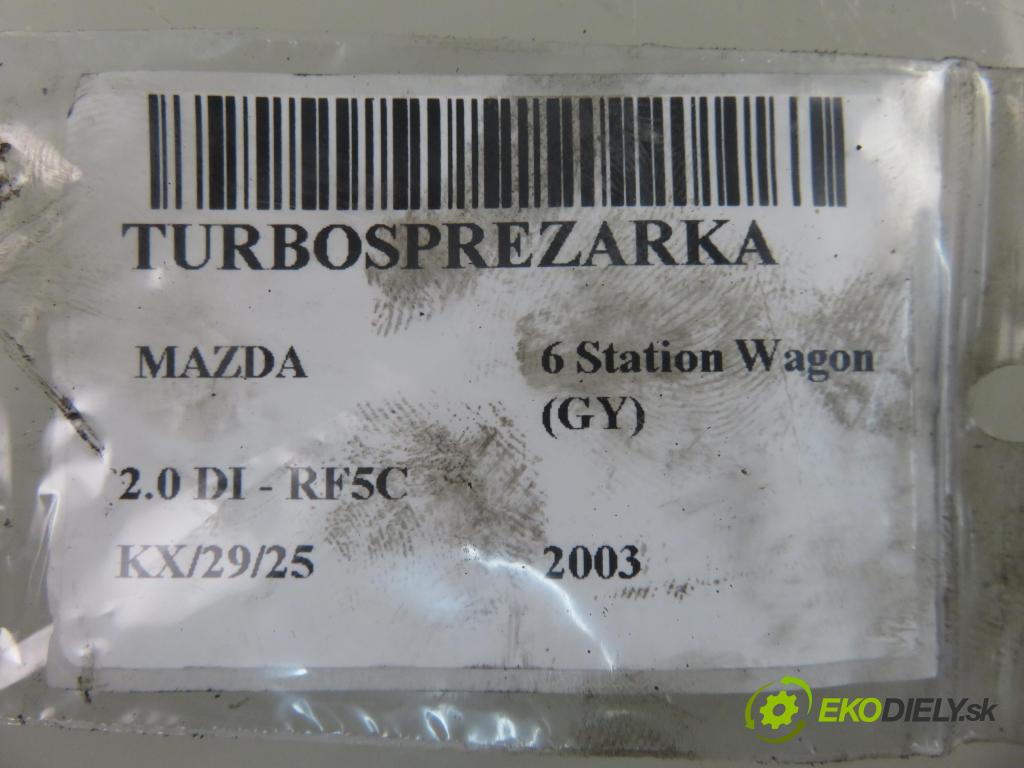 TURBOSPREZARKA
MAZDA
6 Station Wagon
(GY)
2.0 DI - RF5C
KX/29/25
2003
EKODIELY.sk